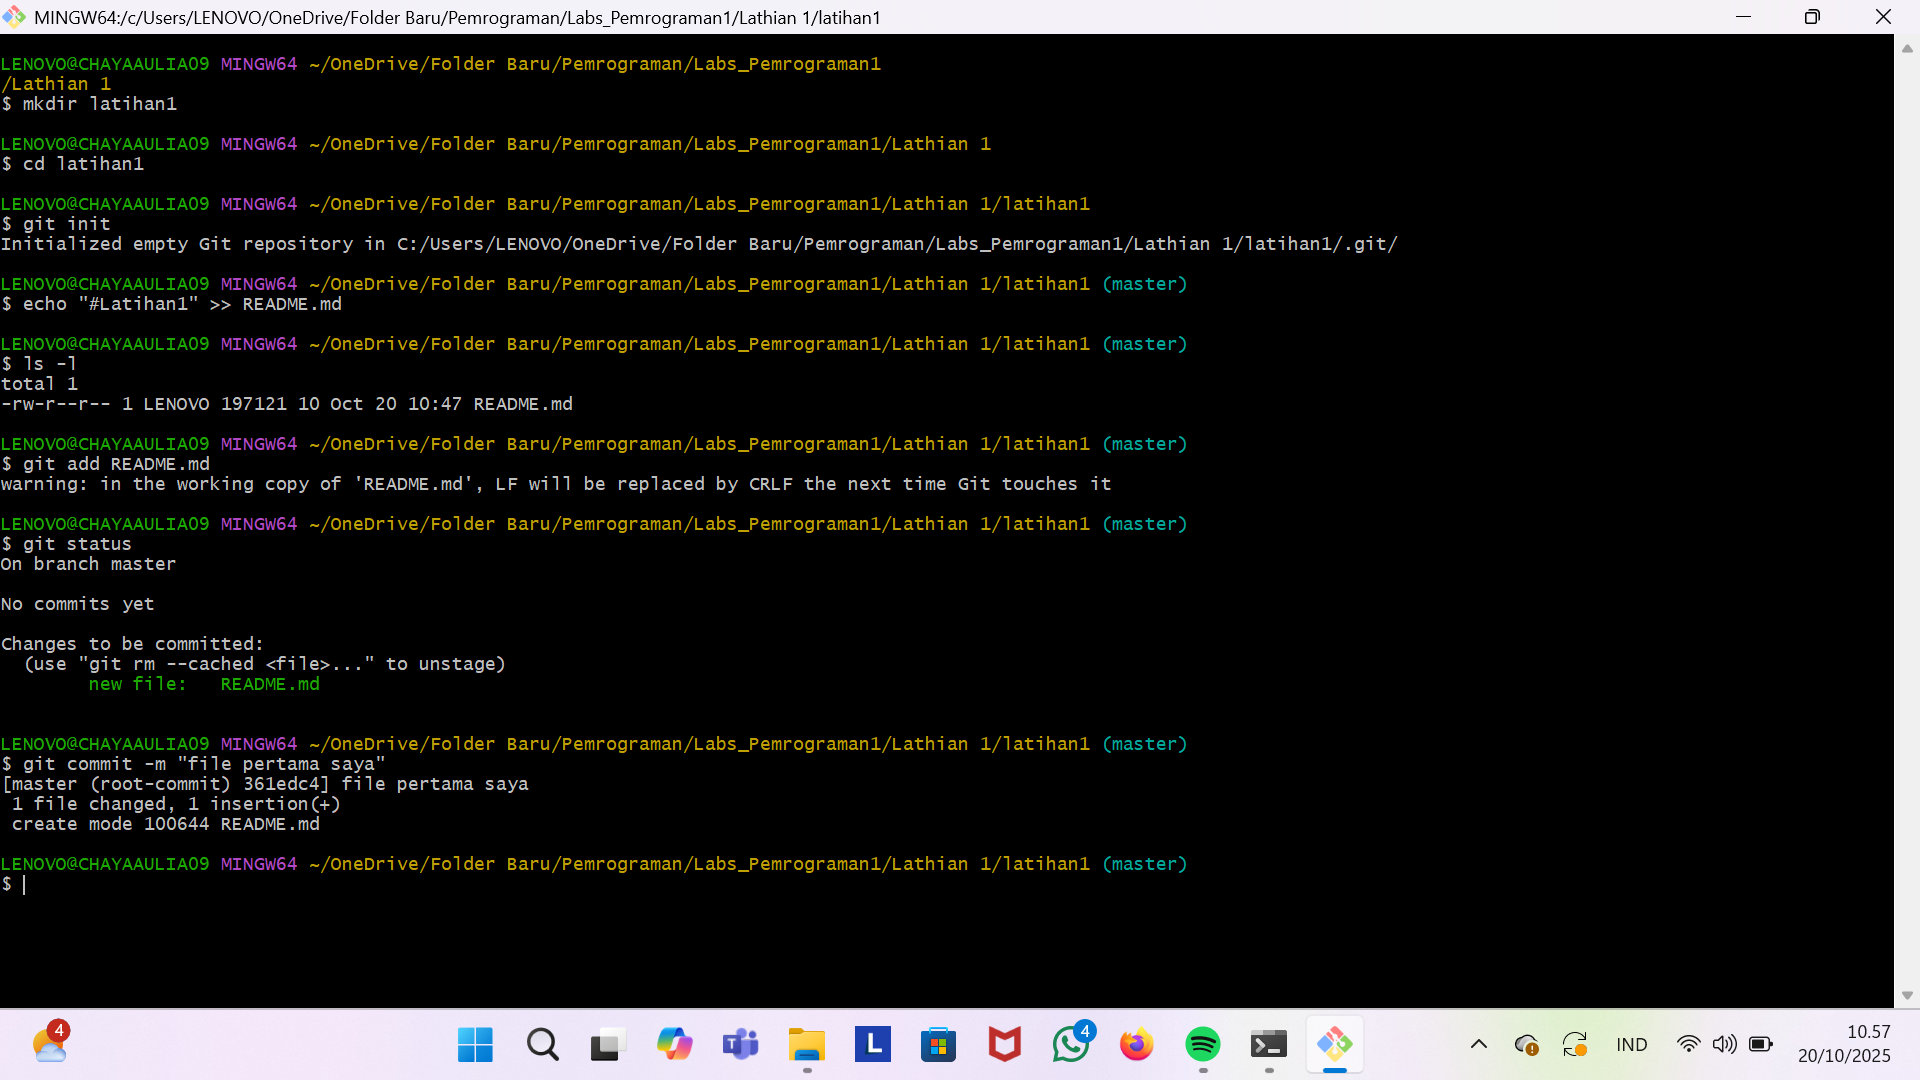 MINGW64:/c/Users/LENOVO/OneDrive/Folder Baru/Pemrograman/Labs_Pemrograman1/Lathian 1/latihan1
LENOVO@CHAYAAULIA09 MINGW64 ~/OneDrive/Folder Baru/Pemrograman/Labs_Pemrograman1
/Lathian 1
$ mkdir latihan1
LENOVO@CHAYAAULIA09 MINGW64 ~/OneDrive/Folder Baru/Pemrograman/Labs_Pemrograman1/Lathian 1
$ cd latihan1
LENOVO@CHAYAAULIA09 MINGW64 ~/OneDrive/Folder Baru/Pemrograman/Labs_Pemrograman1/Lathian 1/latihan1
$ git init
Initialized empty Git repository in C:/Users/LENOVO/OneDrive/Folder Baru/Pemrograman/Labs_Pemrograman1/Lathian 1/latihan1/.git/
LENOVO@CHAYAAULIA09 MINGW64 ~/OneDrive/Folder Baru/Pemrograman/Labs_Pemrograman1/Lathian 1/latihan1 (master)
$ echo "#Latihan1" >> README.md
LENOVO@CHAYAAULIA09 MINGW64 ~/OneDrive/Folder Baru/Pemrograman/Labs_Pemrograman1/Lathian 1/latihan1 (master)
$ ls -l
total 1
-rw-r--r-- 1 LENOVO 197121 10 Oct 20 10:47 README.md
LENOVO@CHAYAAULIA09 MINGW64 ~/OneDrive/Folder Baru/Pemrograman/Labs_Pemrograman1/Lathian 1/latihan1 (master)
$ git add README.md
warning: in the working copy of 'README.md', LF will be replaced by CRLF the next time Git touches it
LENOVO@CHAYAAULIA09 MINGW64 ~/OneDrive/Folder Baru/Pemrograman/Labs_Pemrograman1/Lathian 1/latihan1 (master)
$ git status
On branch master
No commits yet
Changes to be committed:
  (use "git rm --cached <file>..." to unstage)
        new file:   README.md
LENOVO@CHAYAAULIA09 MINGW64 ~/OneDrive/Folder Baru/Pemrograman/Labs_Pemrograman1/Lathian 1/latihan1 (master)
$ git commit -m "file pertama saya"
[master (root-commit) 361edc4] file pertama saya
 1 file changed, 1 insertion(+)
 create mode 100644 README.md
LENOVO@CHAYAAULIA09 MINGW64 ~/OneDrive/Folder Baru/Pemrograman/Labs_Pemrograman1/Lathian 1/latihan1 (master)
$
4
L
4
IND
10.57
20/10/2025